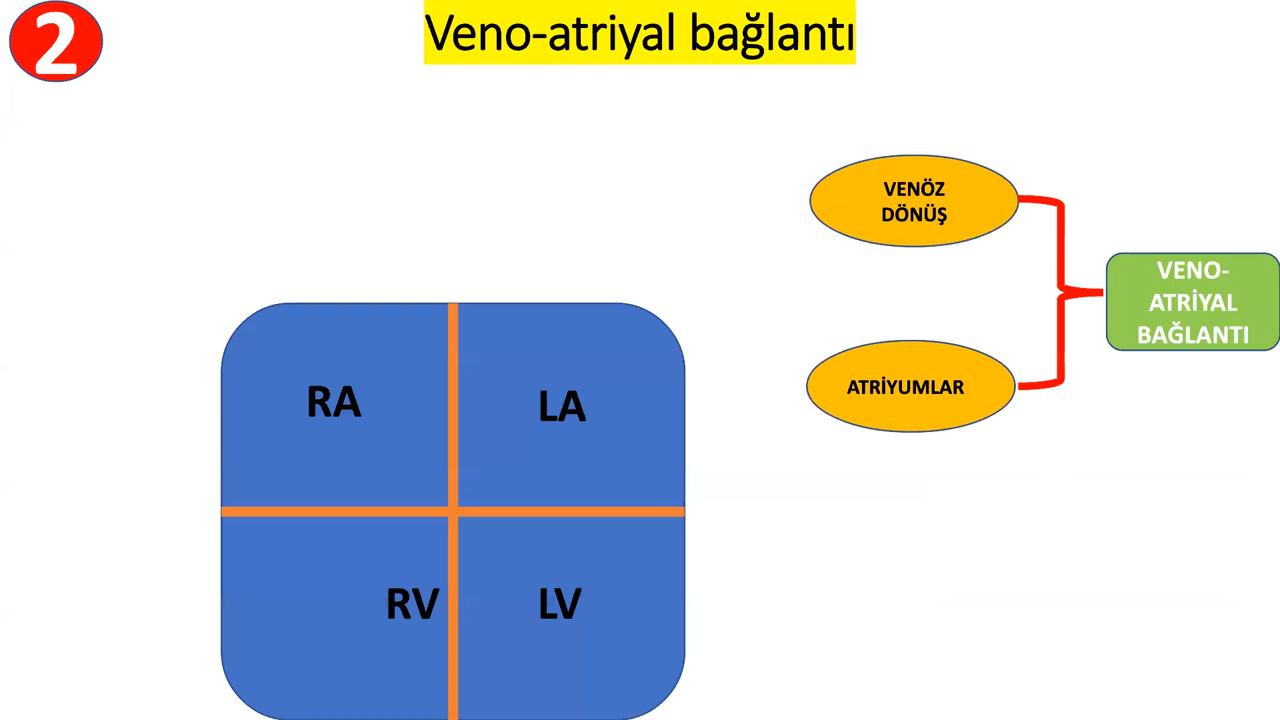 2
Veno-atriyal bağlantı
VENÖZ
DÖNÜŞ
VENO-
ATRİYAL
BAĞLANTI
ATRİYUMLAR
RA
LA
RV
LV